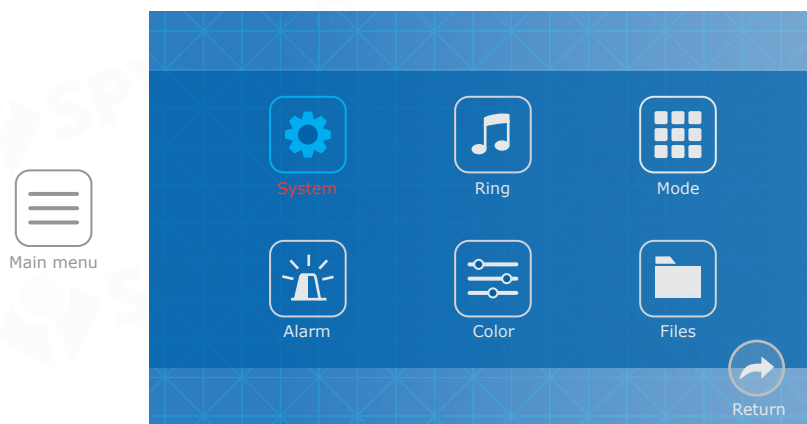 System
Ring
Mode
Main menu
Alarm
Color
Files
Return